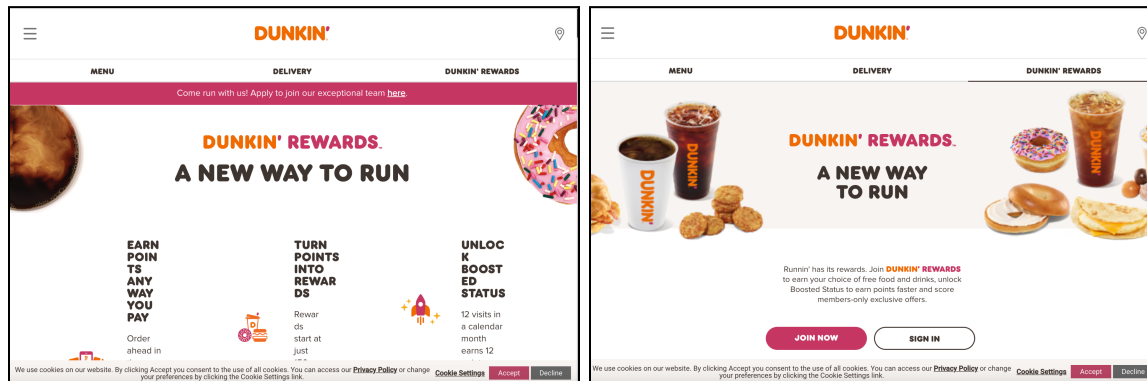 DUNKIN'
MENU
DELIVERY
DUNKIN' REWARDS
Come run with us! Apply to join our exceptional team here.
DUNKIN' REWARDS™
A NEW WAY TO RUN
EARN
POIN
TS
ANY
WAY
YOU
PAY
Order
ahead in
TURN
POINTS
INTO
REWAR
DS
Rewar
ds
start at
just
UNLOC
K
BOOST
ED
STATUS
12 visits in
a calendar
month
earns 12
We use cookies on our website. By clicking Accept you consent to the use of all cookies. You can access our Privacy Policy or change
your preferences by clicking the Cookie Settings link.
Cookie Settings
Accept
Decline
DUNKIN'
MENU
DELIVERY
DUNKIN' REWARDS
DUNKIN'
DUNKIN'
DUNKIN'
DUNKIN' REWARDS™
A NEW WAY
TO RUN
Runnin' has its rewards. Join DUNKIN' REWARDS
to earn your choice of free food and drinks, unlock
Boosted Status to earn points faster and score
members-only exclusive offers.
JOIN NOW
SIGN IN
We use cookies on our website. By clicking Accept you consent to the use of all cookies. You can access our Privacy Policy or change
your preferences by clicking the Cookie Settings link.
Cookie Settings
Accept